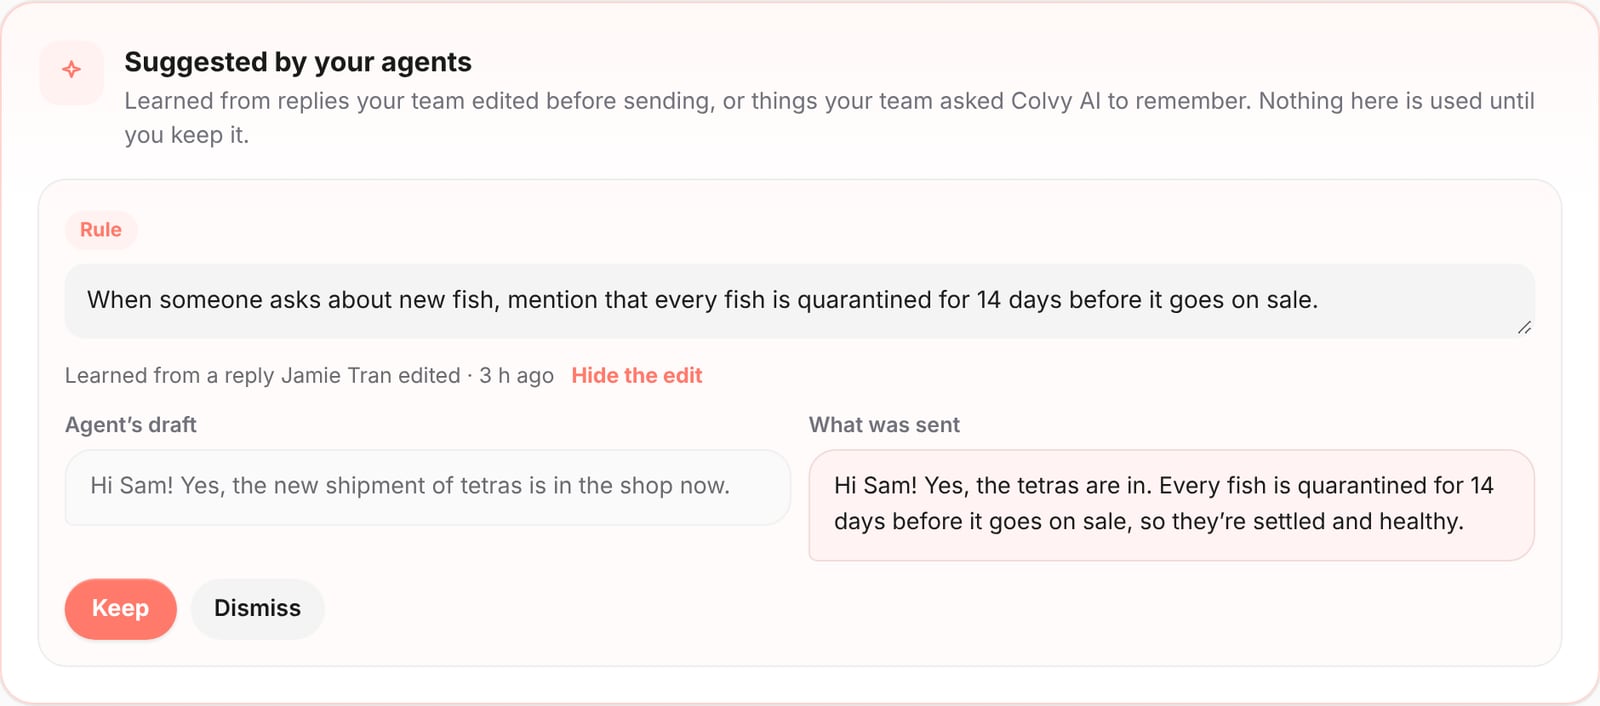 Suggested by your agents
Learned from replies your team edited before sending, or things your team asked Colvy AI to remember. Nothing here is used until
you keep it.
Rule
When someone asks about new fish, mention that every fish is quarantined for 14 days before it goes on sale.
Learned from a reply Jamie Tran edited · 3 h ago Hide the edit
Agent’s draft
Hi Sam! Yes, the new shipment of tetras is in the shop now.
What was sent
Hi Sam! Yes, the tetras are in. Every fish is quarantined for 14
days before it goes on sale, so they’re settled and healthy.
Keep
Dismiss